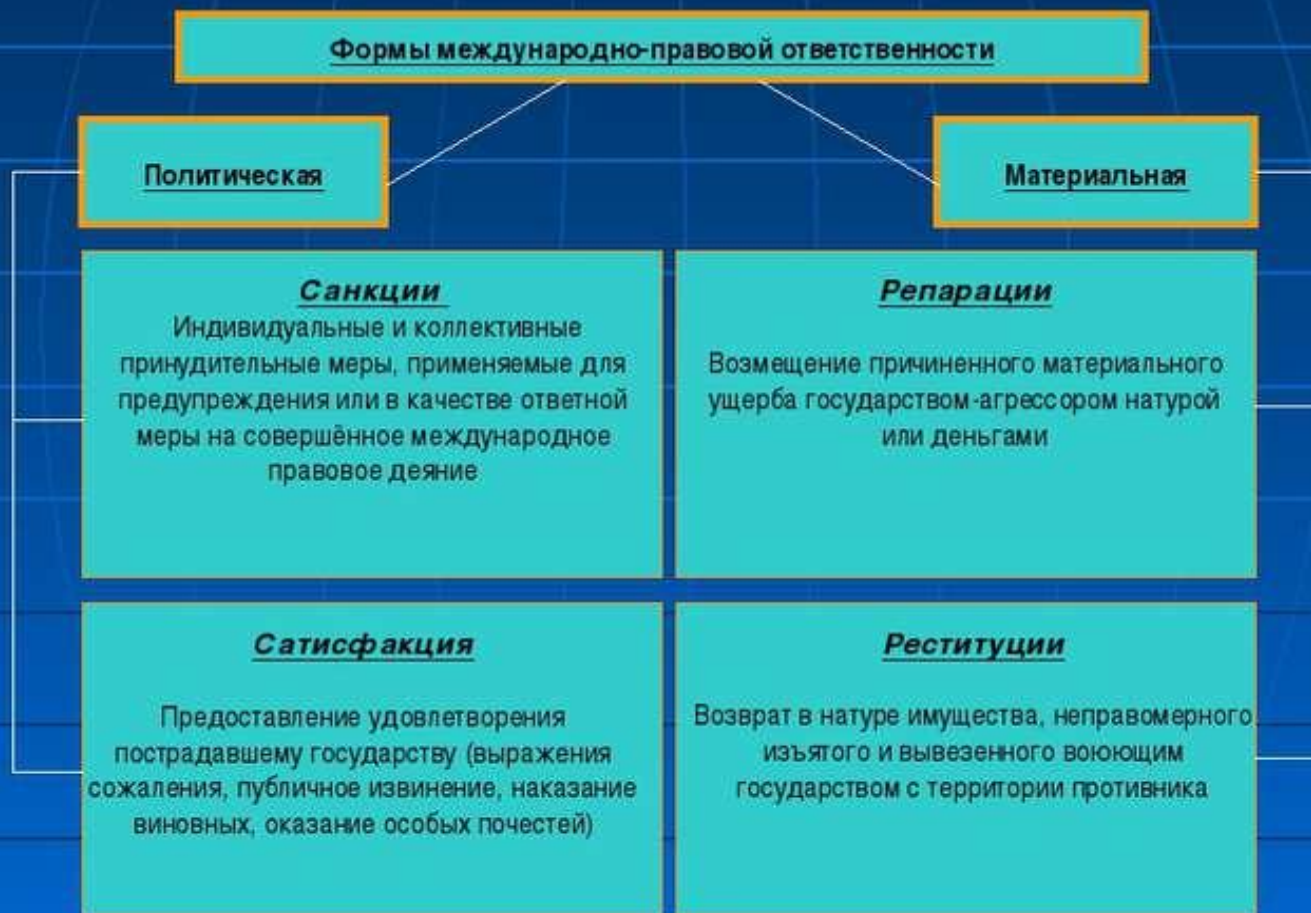 Формы международно-правовой ответственности
Политическая
Материальная
Санкции
Индивидуальные и коллективные
принудительные меры, применяемые для
предупреждения или в качестве ответной
меры на совершённое международное
правовое деяние
Репарации
Возмещение причиненного материального
ущерба государством-агрессором натурой
или деньгами
Сатисфакция
Предоставление удовлетворения
пострадавшему государству (выражения
сожаления, публичное извинение, наказание
виновных, оказание особых почестей)
Реституции
Возврат в натуре имущества, неправомерного
изъятого и вывезенного воюющим
государством с территории противника